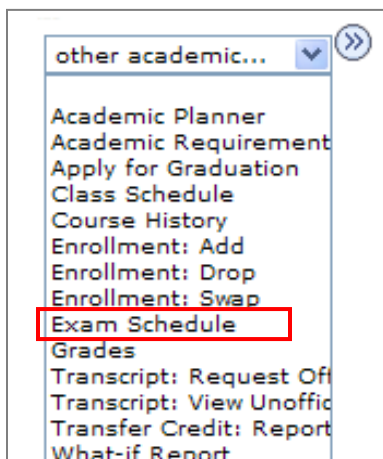 other academic...
Academic Planner
Academic Requirement
Apply for Graduation
Class Schedule
Course History
Enrollment: Add
Enrollment: Drop
Enrollment: Swap
Exam Schedule
Grades
Transcript: Request Off
Transcript: View Unoffic
Transfer Credit: Report
What-if Report